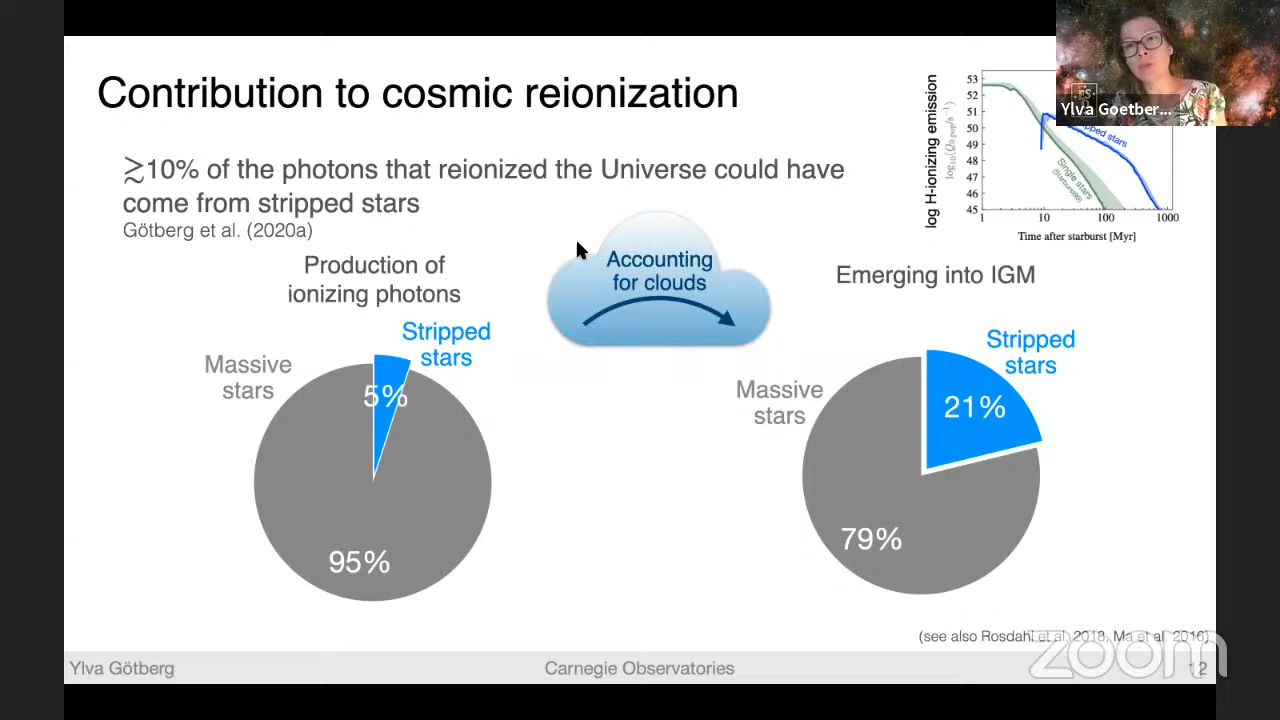 Contribution to cosmic reionization
≳10% of the photons that reionized the Universe could have
come from stripped stars
Götberg et al. (2020a)
Production of
ionizing photons
Stripped
stars
Massive
stars
5%
95%
Accounting
for clouds
Emerging into IGM
Stripped
stars
Massive
stars
21%
79%
log H-ionizing emission
log₁₀(Q₀,pop/s⁻¹)
53
52
51
50
49
48
47
46
45
1
10
100
1000
Time after starburst [Myr]
stars
Single stars
Ylva Goetber...
(see also Rosdahl et al. 2018, Ma et al. 2016)
Ylva Götberg
Carnegie Observatories
12
zoom